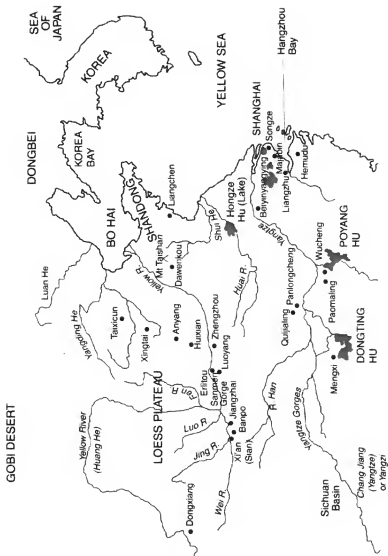 GOBI DESERT
DONGBEI
SEA
OF
JAPAN
Luan He
KOREA
KOREA
BAY
BO HAI
Yongding He
Yellow River
(Huang He)
Taixicun
SHANDONG
Xingtai
LOESS PLATEAU
Fen R.
Anyang
Mt Taishan
Yellow R.
Liangchen
YELLOW SEA
Huxian
Dawenkou
Dongxiang
Jing R.
Luo R.
Erlitou
Sanmen
Gorge
Zhengzhou
Luoyang
Jiangzhai
Banpo
Xi'an
(Sian)
Wei R.
Shui He
Hongze
Hu (Lake)
Huai R.
R. Han
SHANGHAI
Beiyinyangying
Songze
Majiabin
Hangzhou
Bay
Yangtze
Liangzhu
Hemudu
Quijialing
Panlongcheng
Yangtze Gorges
Sichuan
Basin
Wucheng
Paomaling
POYANG
HU
Mengxi
DONGTING
HU
Chang Jiang
(Yangtze)
or Yangzi